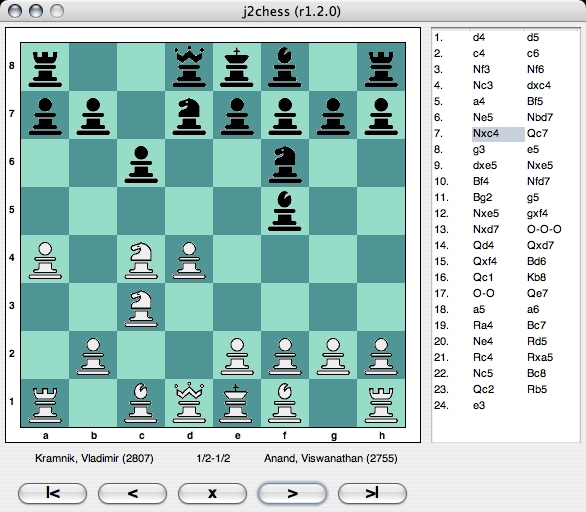 j2chess (r1.2.0)
8
7
6
5
4
3
2
1
a b c d e f g h
1. d4 d5
2. c4 c6
3. Nf3 Nf6
4. Nc3 dxc4
5. a4 Bf5
6. Ne5 Nbd7
7. Nxc4 Qc7
8. g3 e5
9. dxe5 Nxe5
10. Bf4 Nfd7
11. Bg2 g5
12. Nxe5 gxf4
13. Nxd7 O-O-O
14. Qd4 Qxd7
15. Qxf4 Bd6
16. Qc1 Kb8
17. O-O Qe7
18. a5 a6
19. Ra4 Bc7
20. Ne4 Rd5
21. Rc4 Rxa5
22. Nc5 Bc8
23. Qc2 Rb5
24. e3
Kramnik, Vladimir (2807) 1/2-1/2 Anand, Viswanathan (2755)
|< < x > >|